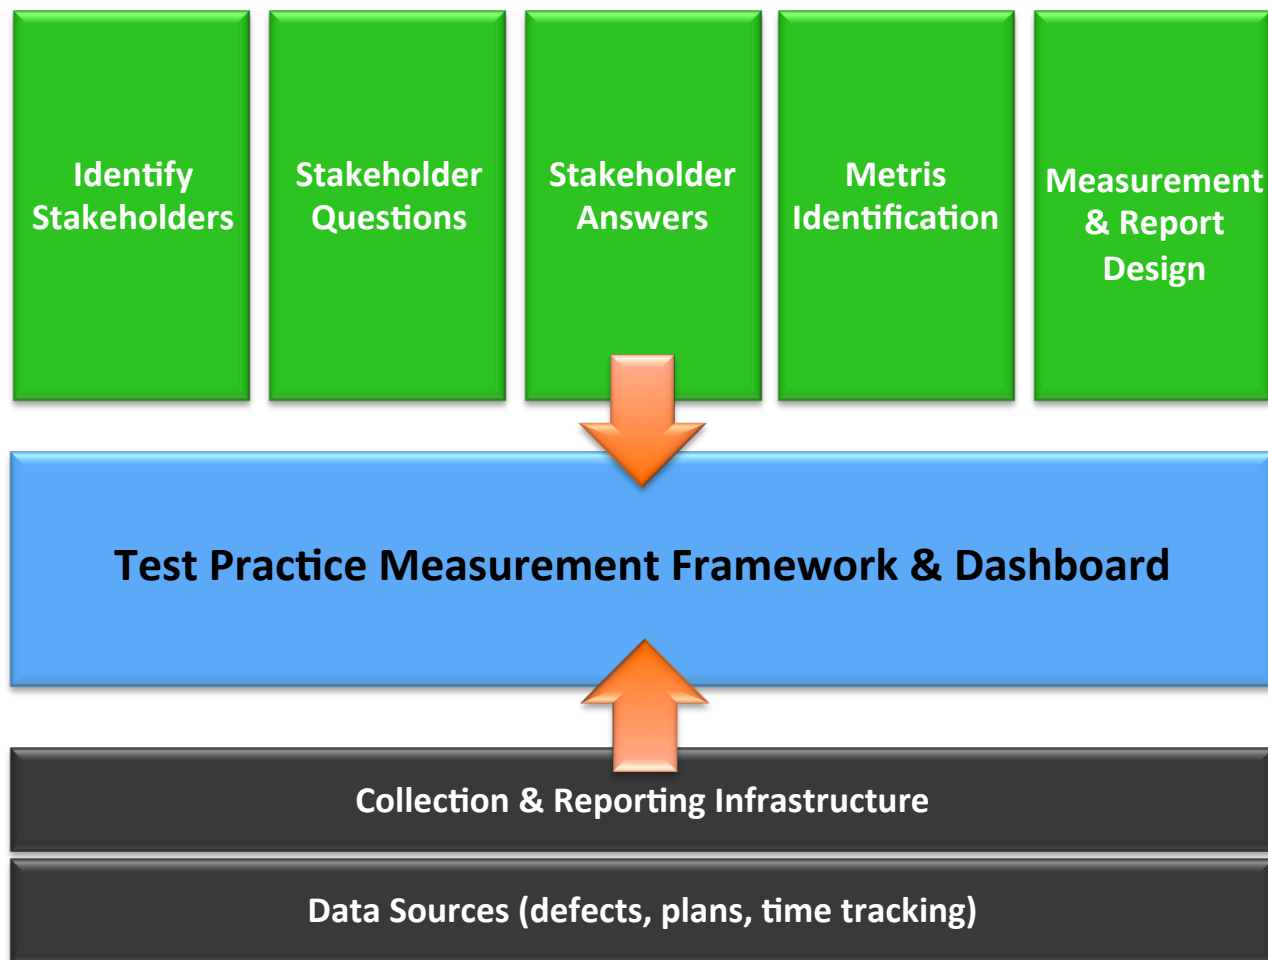 Identify
Stakeholders
Stakeholder
Questions
Stakeholder
Answers
Metris
Identification
Measurement
& Report
Design
Test Practice Measurement Framework & Dashboard
Collection & Reporting Infrastructure
Data Sources (defects, plans, time tracking)